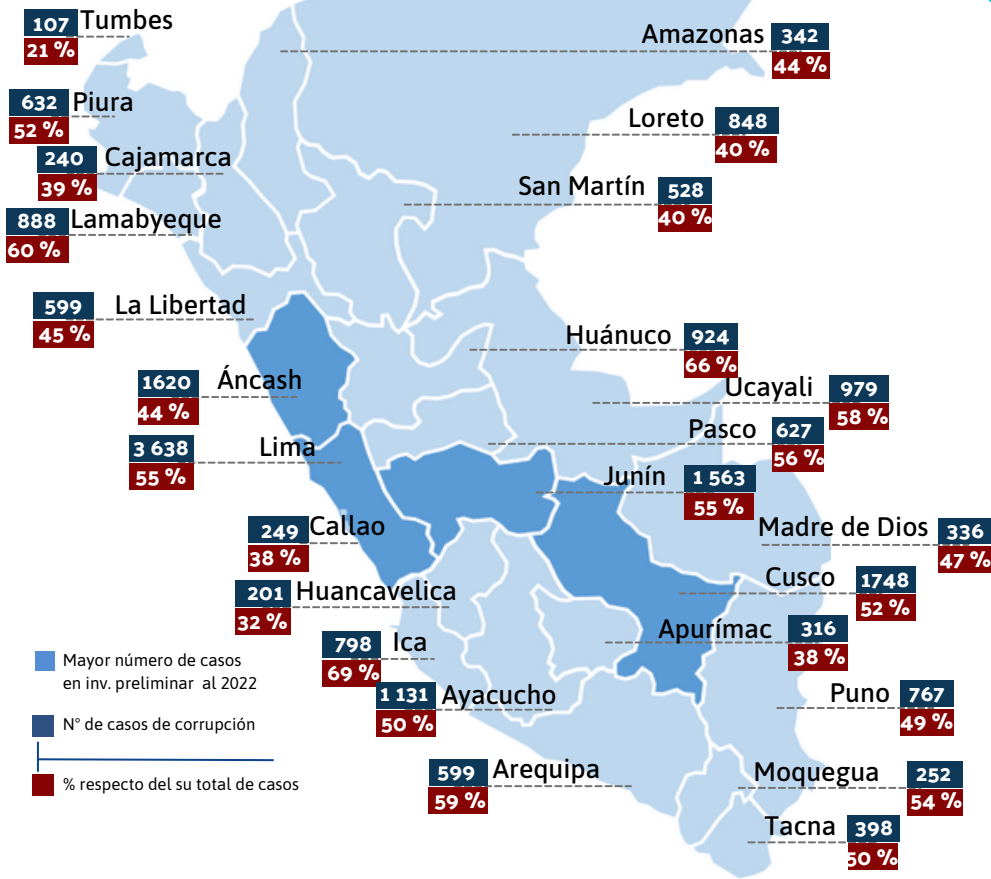 107 Tumbes
21 %
Amazonas 342
44 %
632 Piura
52 %
Loreto 848
40 %
240 Cajamarca
39 %
San Martín 528
40 %
888 Lamabyeque
60 %
599 La Libertad
45 %
Huánuco 924
66 %
1620 Áncash
44 %
Ucayali 979
58 %
Pasco 627
56 %
3 638 Lima
55 %
Junín 1 563
55 %
249 Callao
38 %
Madre de Dios 336
47 %
Cusco 1748
52 %
201 Huancavelica
32 %
Apurímac 316
38 %
798 Ica
69 %
1 131 Ayacucho
50 %
Puno 767
49 %
599 Arequipa
59 %
Moquegua 252
54 %
Tacna 398
50 %
Mayor número de casos
en inv. preliminar al 2022
N° de casos de corrupción
% respecto del su total de casos